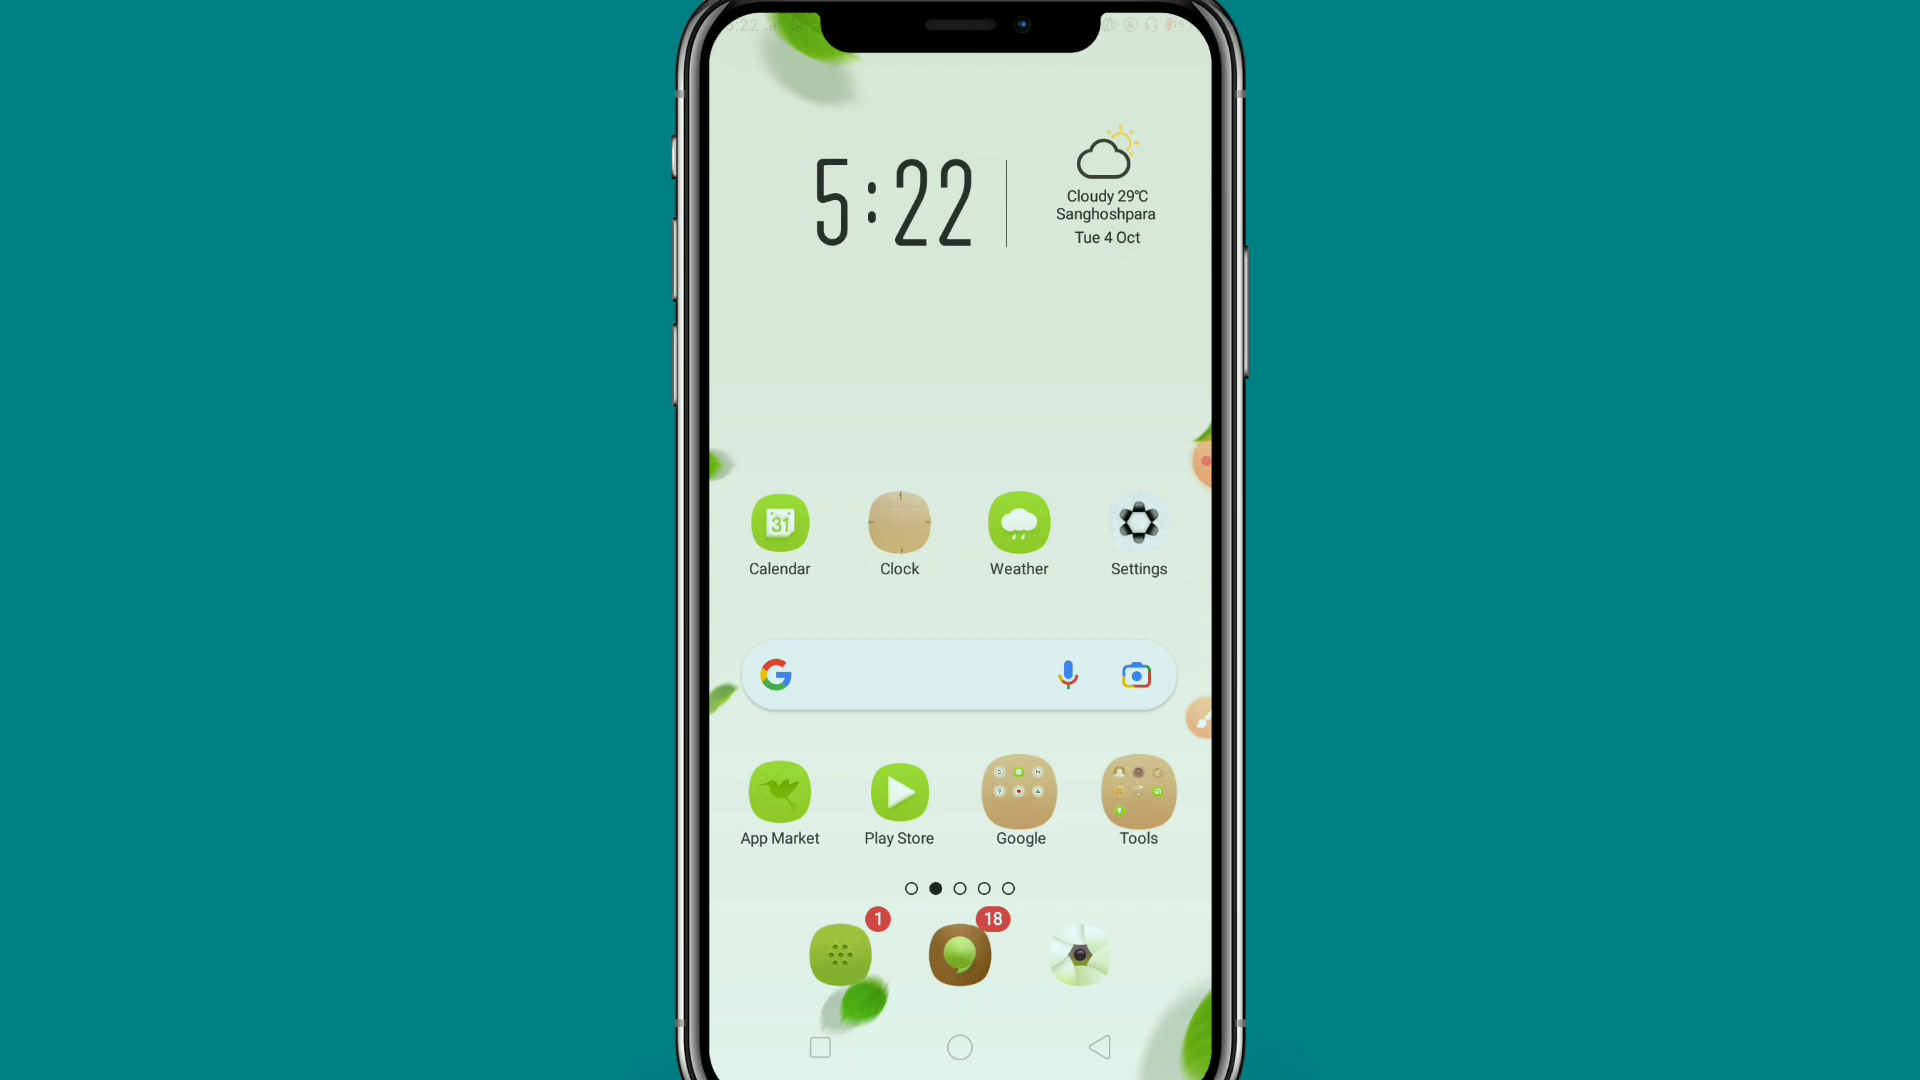 5:22
Cloudy 29℃
Sanghoshpara
Tue 4 Oct
31
Calendar
Clock
Weather
Settings
G
App Market
Play Store
Google
Tools
1
18